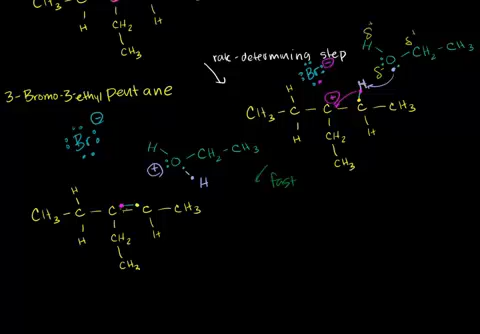 CH3
H
CH2
CH3
rate-determining step
Br
−
H δ+
O δ-
δ+
CH2-CH3
3-Bromo-3-ethyl pentane
H
H
CH3 — C — C — C — CH3
+
H
CH2
H
CH3
Br
−
H
O
CH2-CH3
+
H
fast
H
CH3 — C — C = C — CH3
H
CH2
H
CH3